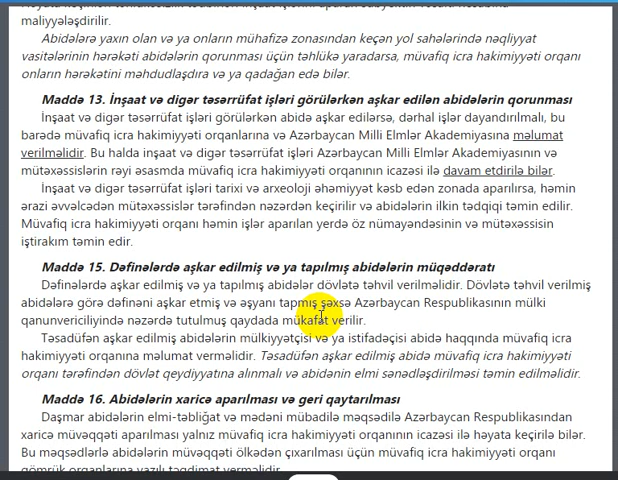 maliyyələşdirilir.
Abidələrə yaxın olan və ya onların mühafizə zonasından keçən yol sahələrində nəqliyyat
vasitələrinin hərəkəti abidələrin qorunması üçün təhlükə yaradarsa, müvafiq icra hakimiyyəti orqanı
onların hərəkətini məhdudlaşdıra və ya qadağan edə bilər.
Maddə 13. İnşaat və digər təsərrüfat işləri görülərkən aşkar edilən abidələrin qorunması
İnşaat və digər təsərrüfat işləri görülərkən abidə aşkar edilərsə, dərhal işlər dayandırılmalı, bu
barədə müvafiq icra hakimiyyəti orqanlarına və Azərbaycan Milli Elmlər Akademiyasına məlumat
verilməlidir. Bu halda inşaat və digər təsərrüfat işləri Azərbaycan Milli Elmlər Akademiyasının və
mütəxəssislərin rəyi əsasmda müvafiq icra hakimiyyəti orqanının icazəsi ilə davam etdirilə bilər.
İnşaat və digər təsərrüfat işləri tarixi və arxeoloji əhəmiyyət kəsb edən zonada aparılırsa, həmin
ərazi əvvəlcədən mütəxəssislər tərəfindən nəzərdən keçirilir və abidələrin ilkin tədqiqi təmin edilir.
Müvafiq icra hakimiyyəti orqanı həmin işlər aparılan yerdə öz nümayəndəsinin və mütəxəssisin
iştirakım təmin edir.
Maddə 15. Dəfinələrdə aşkar edilmiş və ya tapılmış abidələrin müqəddəratı
Dəfinələrdə aşkar edilmiş və ya tapılmış abidələr dövlətə təhvil verilməlidir. Dövlətə təhvil verilmiş
abidələrə görə dəfinəni aşkar etmiş və əşyanı tapmış şəxsə Azərbaycan Respublikasının mülki
qanunvericiliyində nəzərdə tutulmuş qaydada mükafat verilir.
Təsadüfən aşkar edilmiş abidələrin mülkiyyətçisi və ya istifadəçisi abidə haqqında müvafiq icra
hakimiyyəti orqanına məlumat verməlidir. Təsadüfən aşkar edilmiş abidə müvafiq icra hakimiyyəti
orqanı tərəfindən dövlət qeydiyyatına alınmalı və abidənin elmi sənədləşdirilməsi təmin edilməlidir.
Maddə 16. Abidələrin xaricə aparılması və geri qaytarılması
Daşmar abidələrin elmi-təbliğat və mədəni mübadilə məqsədilə Azərbaycan Respublikasından
xaricə müvəqqəti aparılması yalnız müvafiq icra hakimiyyəti orqanının icazəsi ilə həyata keçirilə bilər.
Bu məqsədlərlə abidələrin müvəqqəti ölkədən çıxarılması üçün müvafiq icra hakimiyyəti orqanı
gömrük orqanlarına yazılı təqdimat verməlidir.